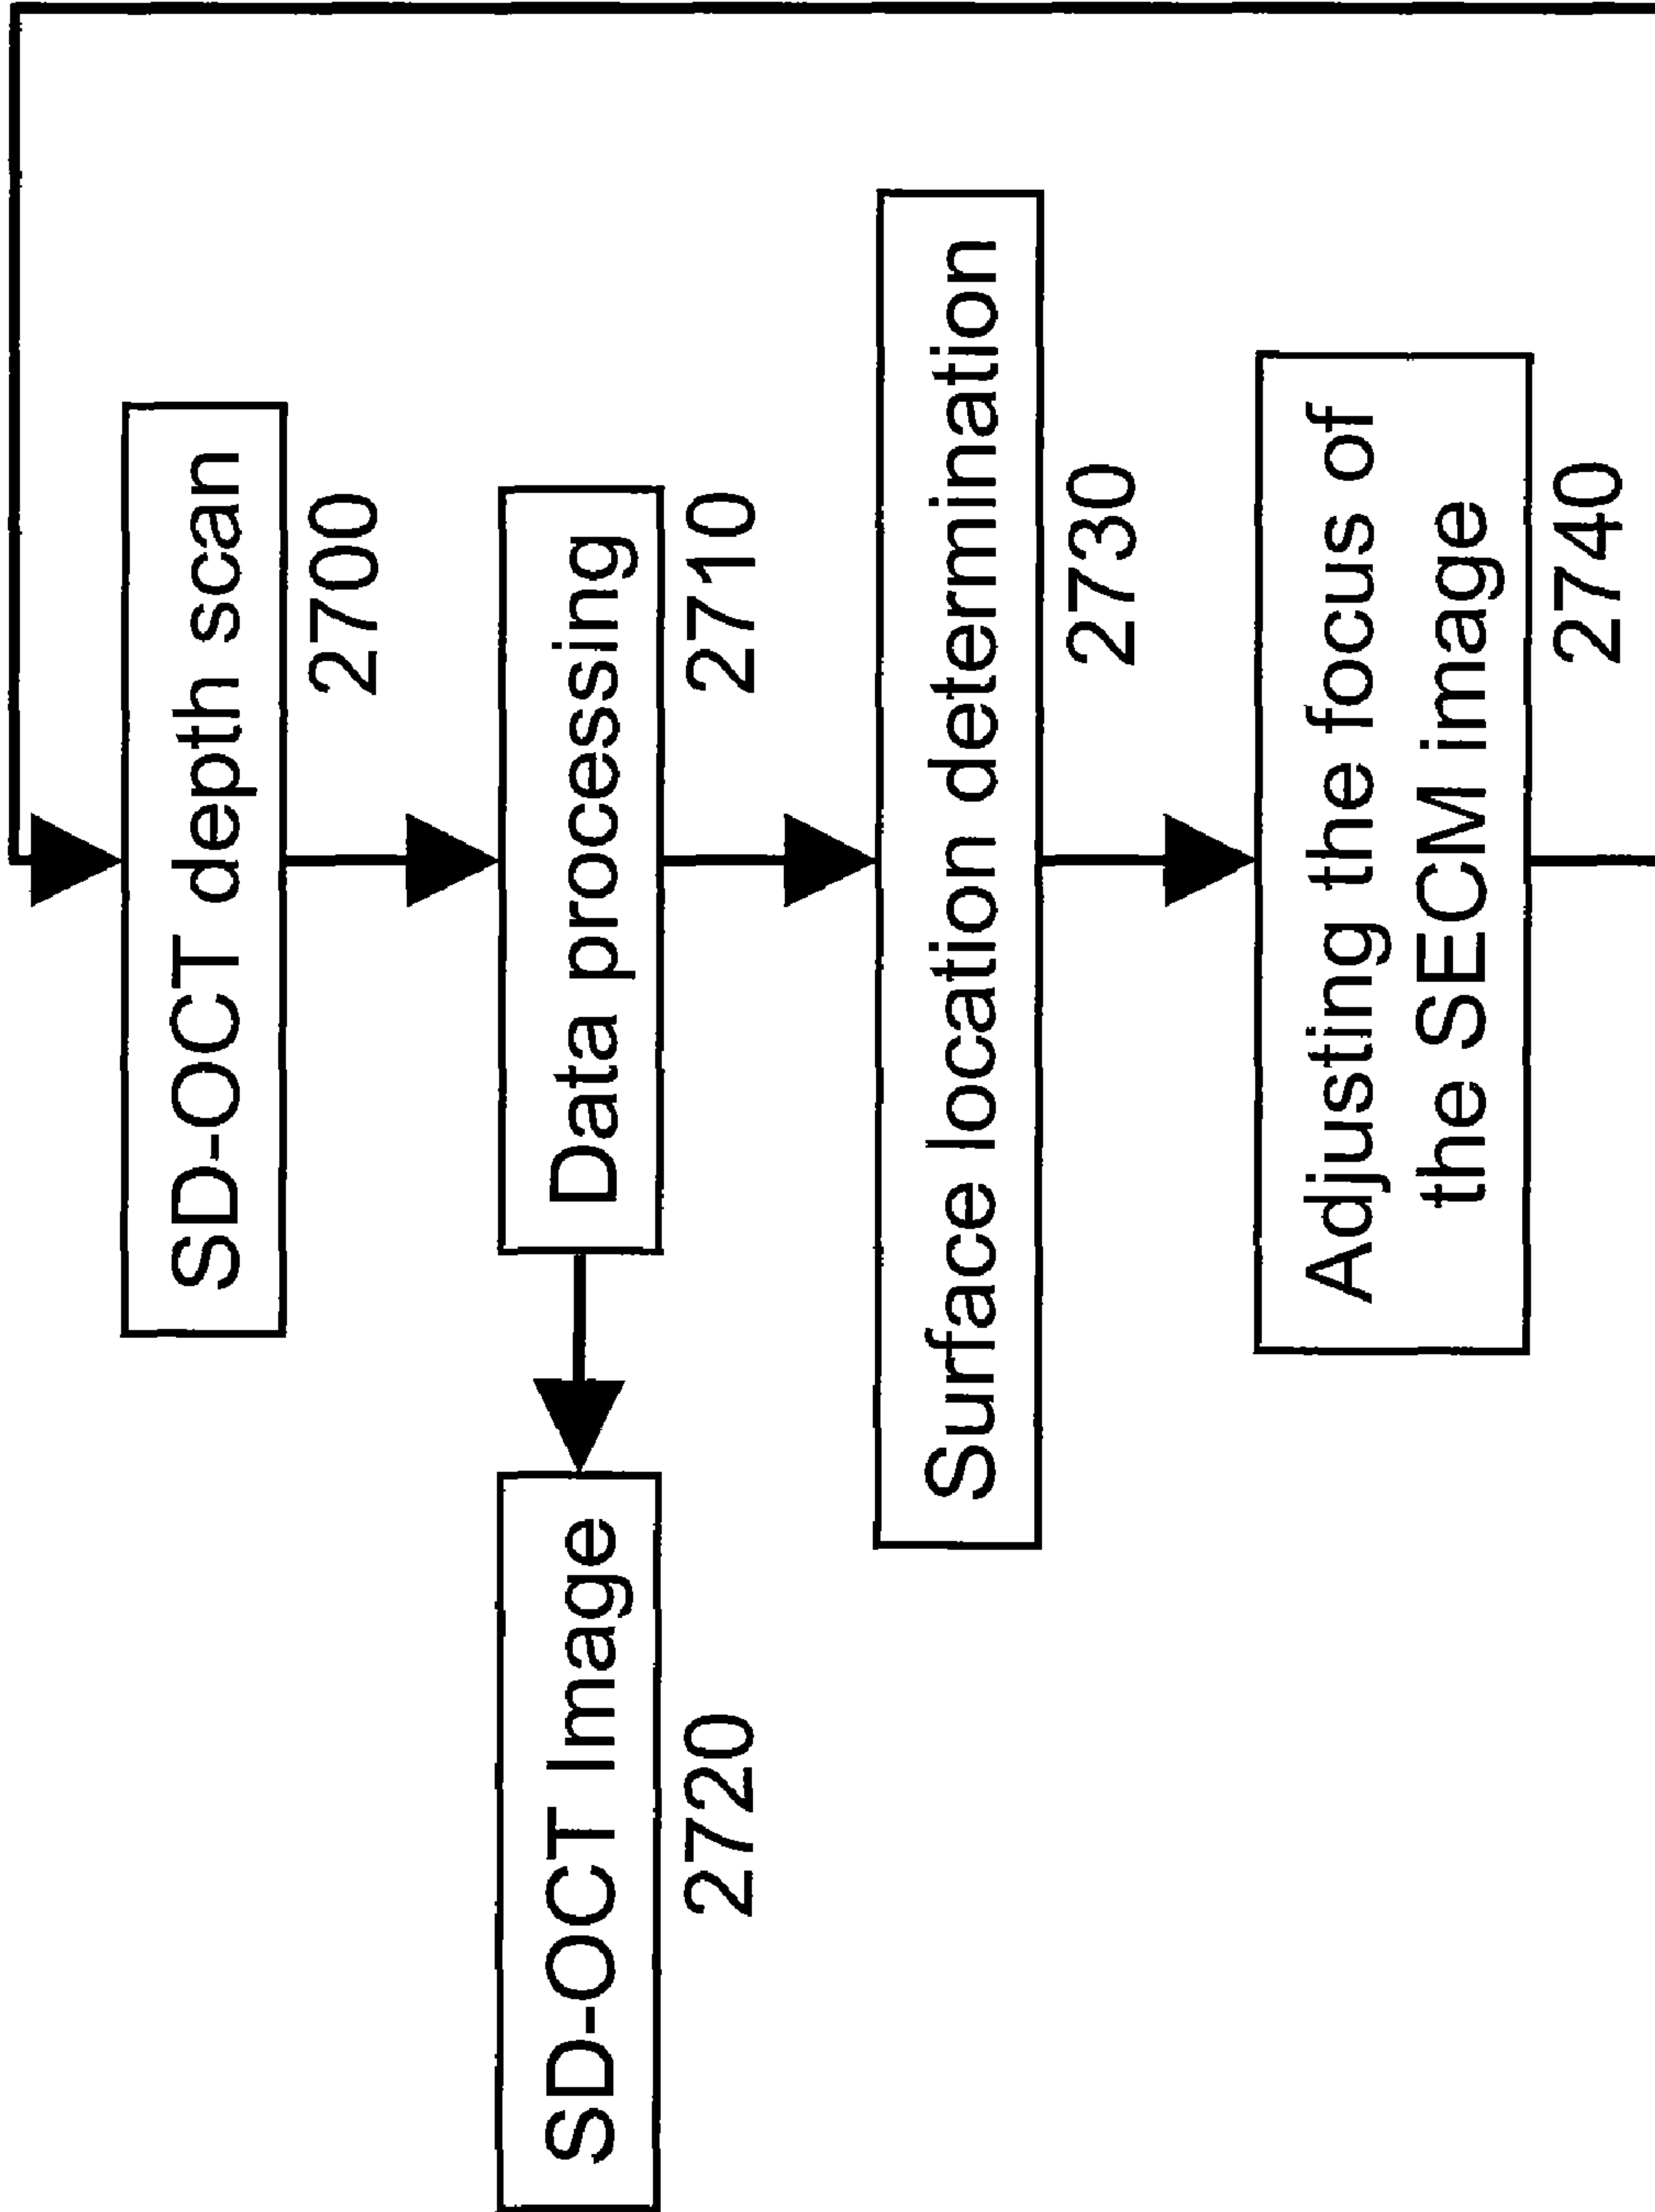 SD-OCT depth scan
2700
Data processing
2710
SD-OCT Image
2720
Surface location determination
2730
Adjusting the focus of
the SECM image
2740